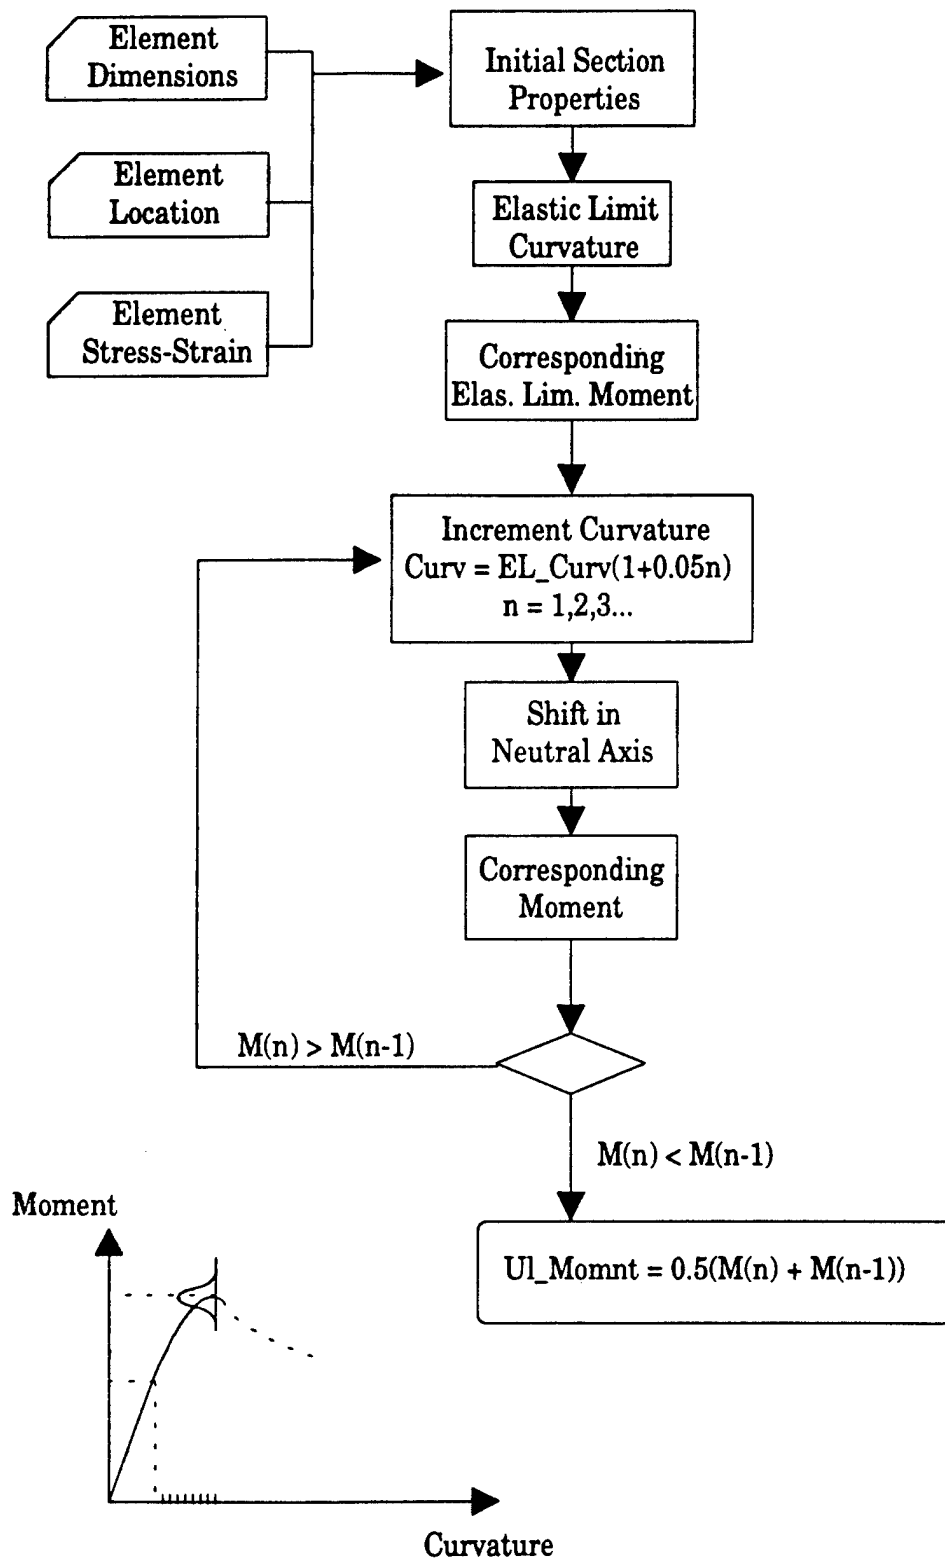 Element
Dimensions
Initial Section
Properties
Element
Location
Elastic Limit
Curvature
Element
Stress-Strain
Corresponding
Elas. Lim. Moment
Increment Curvature
Curv = EL_Curv(1+0.05n)
n = 1,2,3...
Shift in
Neutral Axis
Corresponding
Moment
M(n) > M(n-1)
M(n) < M(n-1)
Ul_Momnt = 0.5(M(n) + M(n-1))
Moment
Curvature